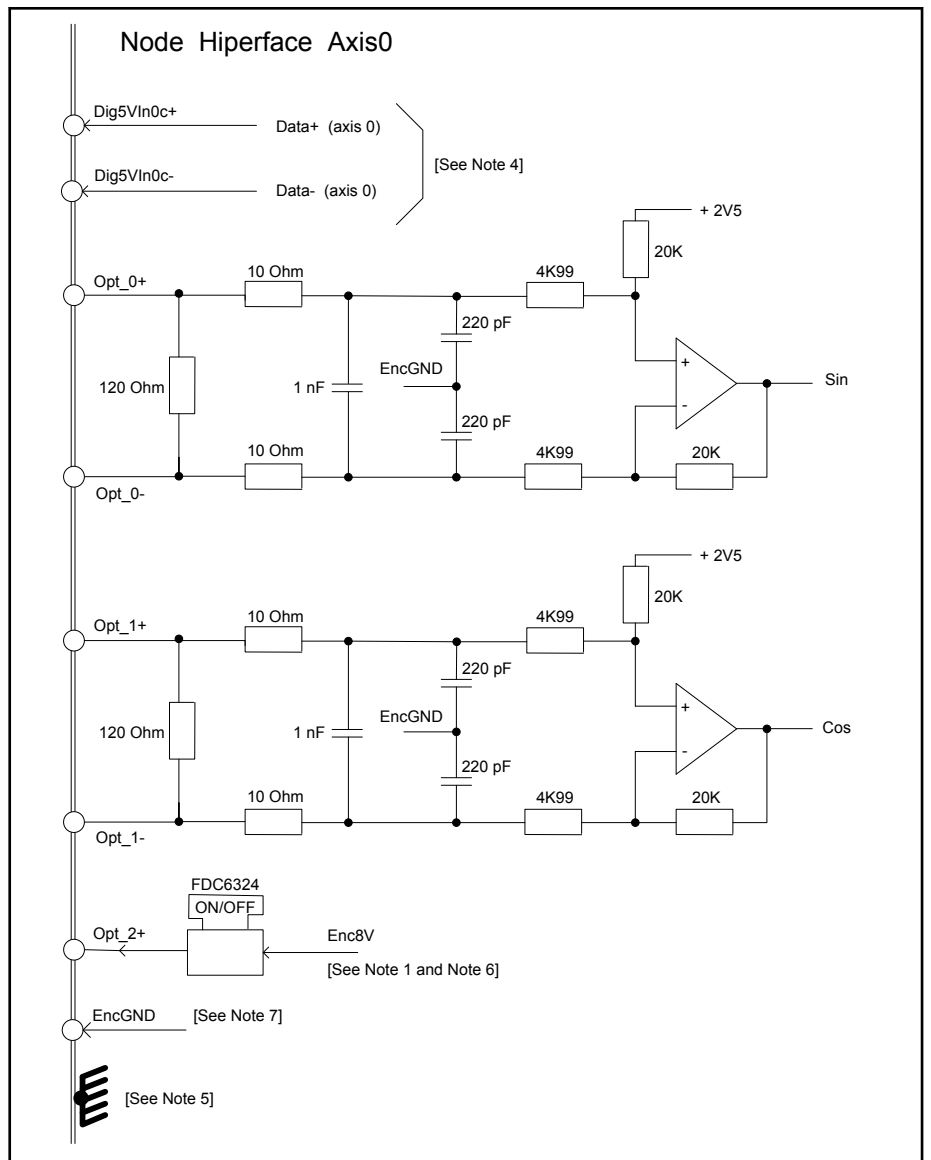 Node Hiperface Axis0
Dig5VIn0c+
Data+ (axis 0)
[See Note 4]
Dig5VIn0c-
Data- (axis 0)
+ 2V5
20K
Opt_0+
10 Ohm
4K99
220 pF
EncGND
120 Ohm
1 nF
+
-
Sin
220 pF
10 Ohm
4K99
20K
Opt_0-
+ 2V5
20K
Opt_1+
10 Ohm
4K99
220 pF
EncGND
120 Ohm
1 nF
+
-
Cos
220 pF
10 Ohm
4K99
20K
Opt_1-
FDC6324
ON/OFF
Opt_2+
Enc8V
[See Note 1 and Note 6]
EncGND
[See Note 7]
[See Note 5]